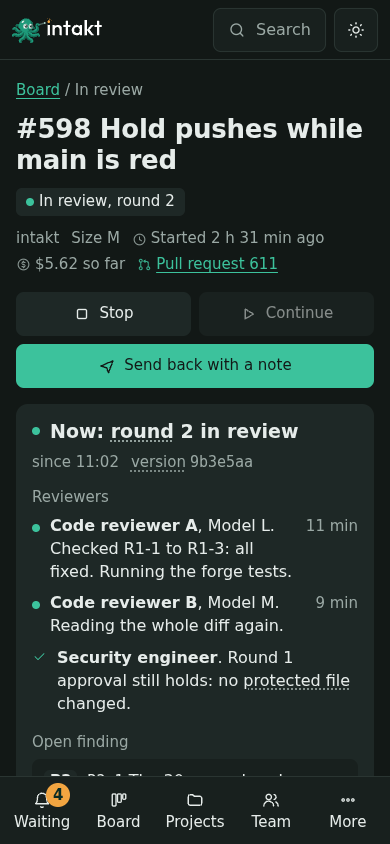 intakt
Search
Board / In review
#598 Hold pushes while
main is red
In review, round 2
intakt Size M Started 2 h 31 min ago
$5.62 so far Pull request 611
Stop
Continue
Send back with a note
Now: round 2 in review
since 11:02 version 9b3e5aa
Reviewers
Code reviewer A, Model L. 11 min
Checked R1-1 to R1-3: all
fixed. Running the forge tests.
Code reviewer B, Model M. 9 min
Reading the whole diff again.
Security engineer. Round 1
approval still holds: no protected file
changed.
Open finding
4
Waiting Board Projects Team More